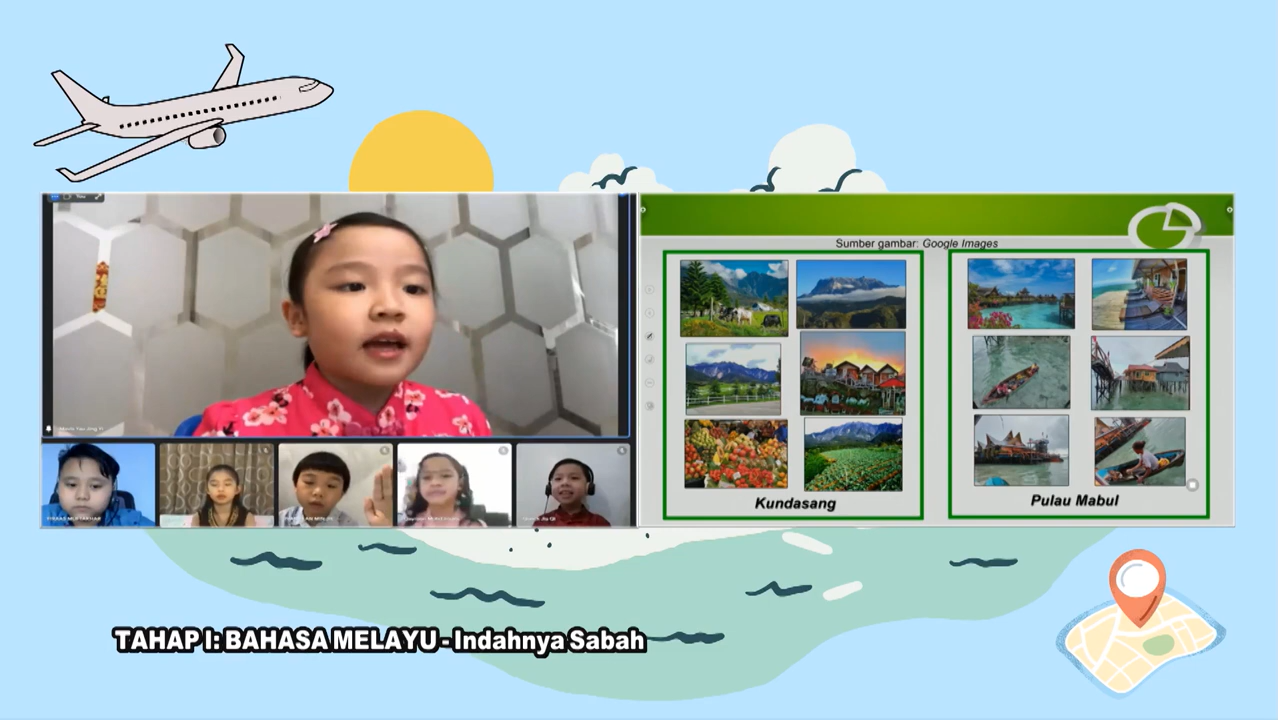 Sumber gambar: Google Images
Kundasang
Pulau Mabul
TAHAP I: BAHASA MELAYU - Indahnya Sabah